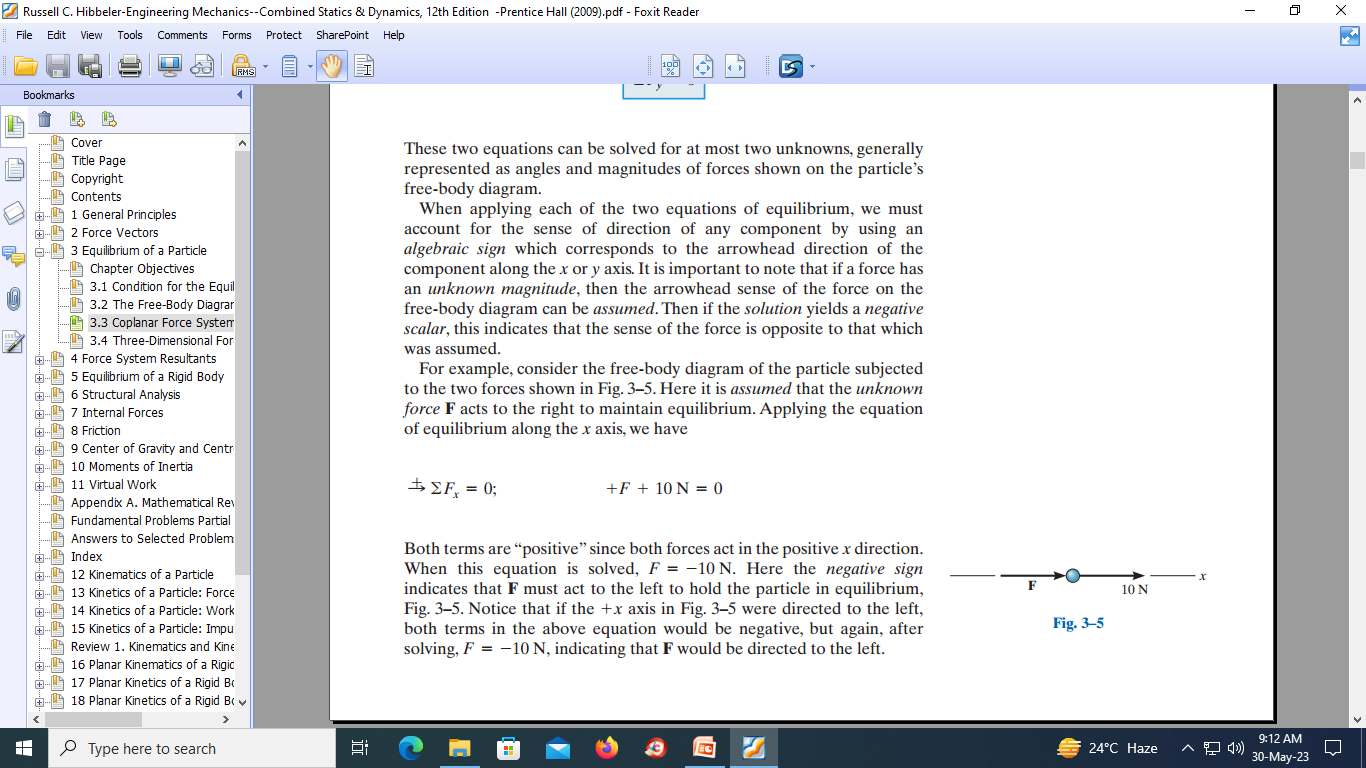 Russell C. Hibbeler-Engineering Mechanics--Combined Statics & Dynamics, 12th Edition -Prentice Hall (2009).pdf - Foxit Reader
File Edit View Tools Comments Forms Protect SharePoint Help
RMS
100%
Bookmarks
Cover
Title Page
Copyright
Contents
1 General Principles
2 Force Vectors
3 Equilibrium of a Particle
Chapter Objectives
3.1 Condition for the Equil
3.2 The Free-Body Diagrar
3.3 Coplanar Force System
3.4 Three-Dimensional For
4 Force System Resultants
5 Equilibrium of a Rigid Body
6 Structural Analysis
7 Internal Forces
8 Friction
9 Center of Gravity and Centr
10 Moments of Inertia
11 Virtual Work
Appendix A. Mathematical Rev
Fundamental Problems Partial
Answers to Selected Problem
Index
12 Kinematics of a Particle
13 Kinetics of a Particle: Force
14 Kinetics of a Particle: Work
15 Kinetics of a Particle: Impu
Review 1. Kinematics and Kine
16 Planar Kinematics of a Rigid
17 Planar Kinetics of a Rigid Bo
18 Planar Kinetics of a Rigid Bo
These two equations can be solved for at most two unknowns, generally
represented as angles and magnitudes of forces shown on the particle's
free-body diagram.
When applying each of the two equations of equilibrium, we must
account for the sense of direction of any component by using an
algebraic sign which corresponds to the arrowhead direction of the
component along the x or y axis. It is important to note that if a force has
an unknown magnitude, then the arrowhead sense of the force on the
free-body diagram can be assumed. Then if the solution yields a negative
scalar, this indicates that the sense of the force is opposite to that which
was assumed.
For example, consider the free-body diagram of the particle subjected
to the two forces shown in Fig. 3–5. Here it is assumed that the unknown
force F acts to the right to maintain equilibrium. Applying the equation
of equilibrium along the x axis, we have
+→ ΣFx = 0; +F + 10 N = 0
Both terms are "positive" since both forces act in the positive x direction.
When this equation is solved, F = −10 N. Here the negative sign
indicates that F must act to the left to hold the particle in equilibrium,
Fig. 3–5. Notice that if the +x axis in Fig. 3–5 were directed to the left,
both terms in the above equation would be negative, but again, after
solving, F = −10 N, indicating that F would be directed to the left.
x
F 10 N
Fig. 3–5
Type here to search
24°C Haze
9:12 AM
30-May-23